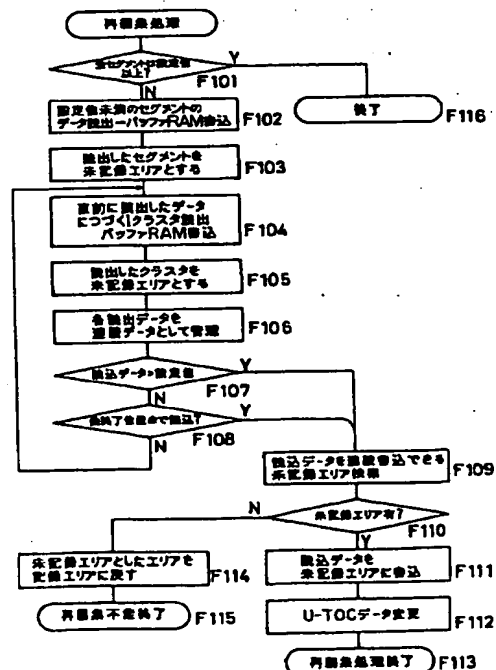 再編集処理
全セグメントは設定値
以上?
Y
F101
N
終了
F116
設定値未満のセグメントの
データ読出→バッファRAM書込
F102
読出したセグメントを
未記録エリアとする
F103
直前に読出したデータ
につづく1クラスタ読出
バッファRAM書込
F104
読出したクラスタを
未記録エリアとする
F105
各読出データを
連続データとして管理
F106
読込データ>設定値
Y
F107
N
最終了位置まで読込?
Y
F108
N
読込データを連続書込できる
未記録エリア検索
F109
N
未記録エリア有?
F110
Y
未記録エリアとしたエリアを
記録エリアに戻す
F114
読込データを
未記録エリアに書込
F111
再編集不能終了
F115
U-TOCデータ変更
F112
再編集処理終了
F113